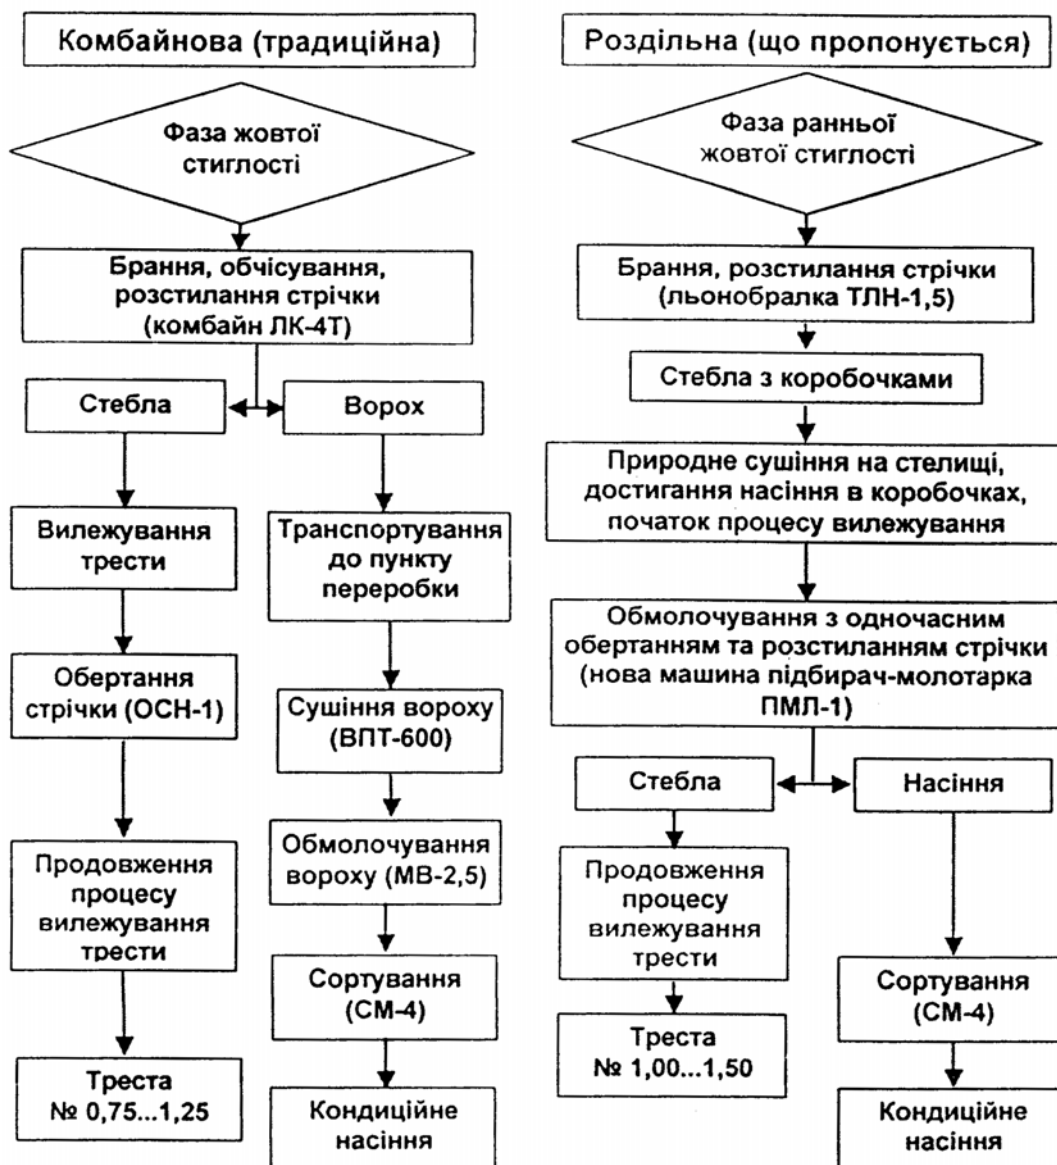 Комбайнова (традиційна)
Фаза жовтої
стиглості
Брання, обчісування,
розстилання стрічки
(комбайн ЛК-4Т)
Стебла
Ворох
Вилежування
трести
Обертання
стрічки (ОСН-1)
Продовження
процесу
вилежування
трести
Треста
№ 0,75...1,25
Транспортування
до пункту
переробки
Сушіння вороху
(ВПТ-600)
Обмолочування
вороху (МВ-2,5)
Сортування
(СМ-4)
Кондиційне
насіння
Роздільна (що пропонується)
Фаза ранньої
жовтої стиглості
Брання, розстилання стрічки
(льонобралка ТЛН-1,5)
Стебла з коробочками
Природне сушіння на стелищі,
достигання насіння в коробочках,
початок процесу вилежування
Обмолочування з одночасним
обертанням та розстиланням стрічки
(нова машина підбирач-молотарка
ПМЛ-1)
Стебла
Насіння
Продовження
процесу
вилежування
трести
Треста
№ 1,00...1,50
Сортування
(СМ-4)
Кондиційне
насіння